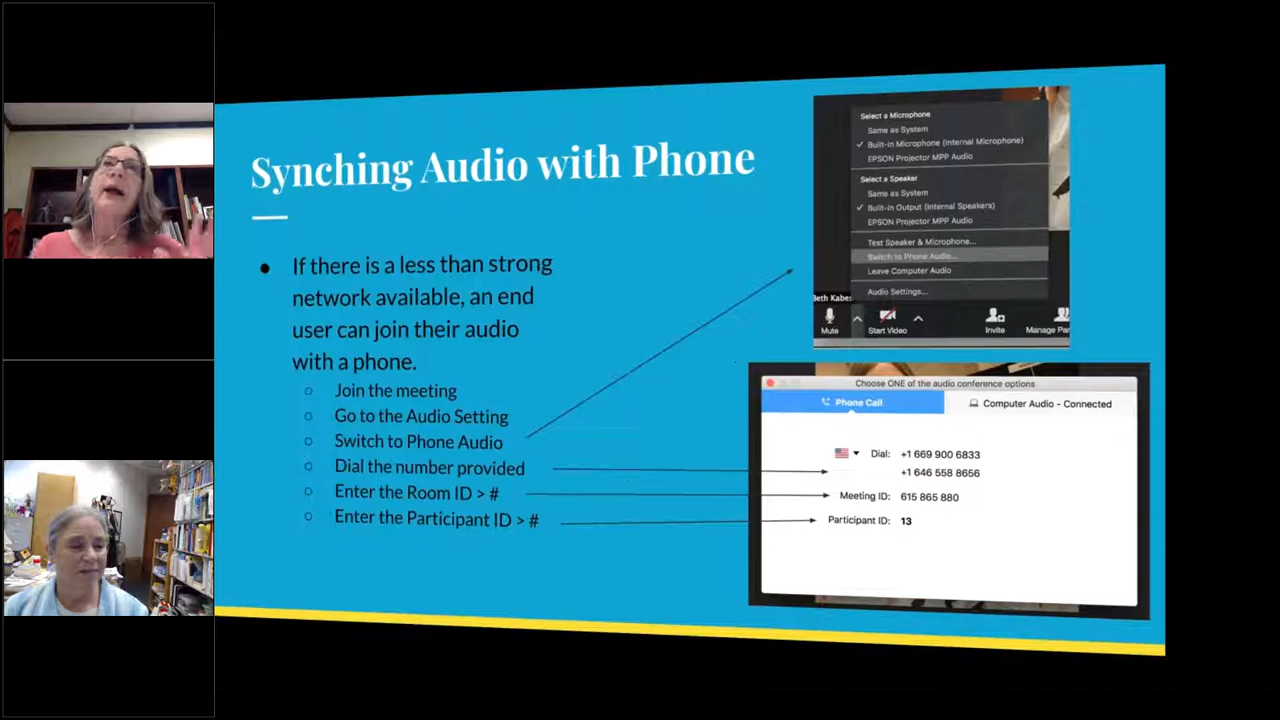 Synching Audio with Phone
If there is a less than strong
network available, an end
user can join their audio
with a phone.
Join the meeting
Go to the Audio Setting
Switch to Phone Audio
Dial the number provided
Enter the Room ID > #
Enter the Participant ID > #
Select a Microphone
Same as System
Built-in Microphone (Internal Microphone)
EPSON Projector MPP Audio
Select a Speaker
Same as System
Built-in Output (Internal Speakers)
EPSON Projector MPP Audio
Test Speaker & Microphone...
Switch to Phone Audio...
Leave Computer Audio
Audio Settings...
Beth Kabes
Mute
Start Video
Invite
Manage Par
Choose ONE of the audio conference options
Phone Call
Computer Audio - Connected
Dial: +1 669 900 6833
+1 646 558 8656
Meeting ID: 615 865 880
Participant ID: 13